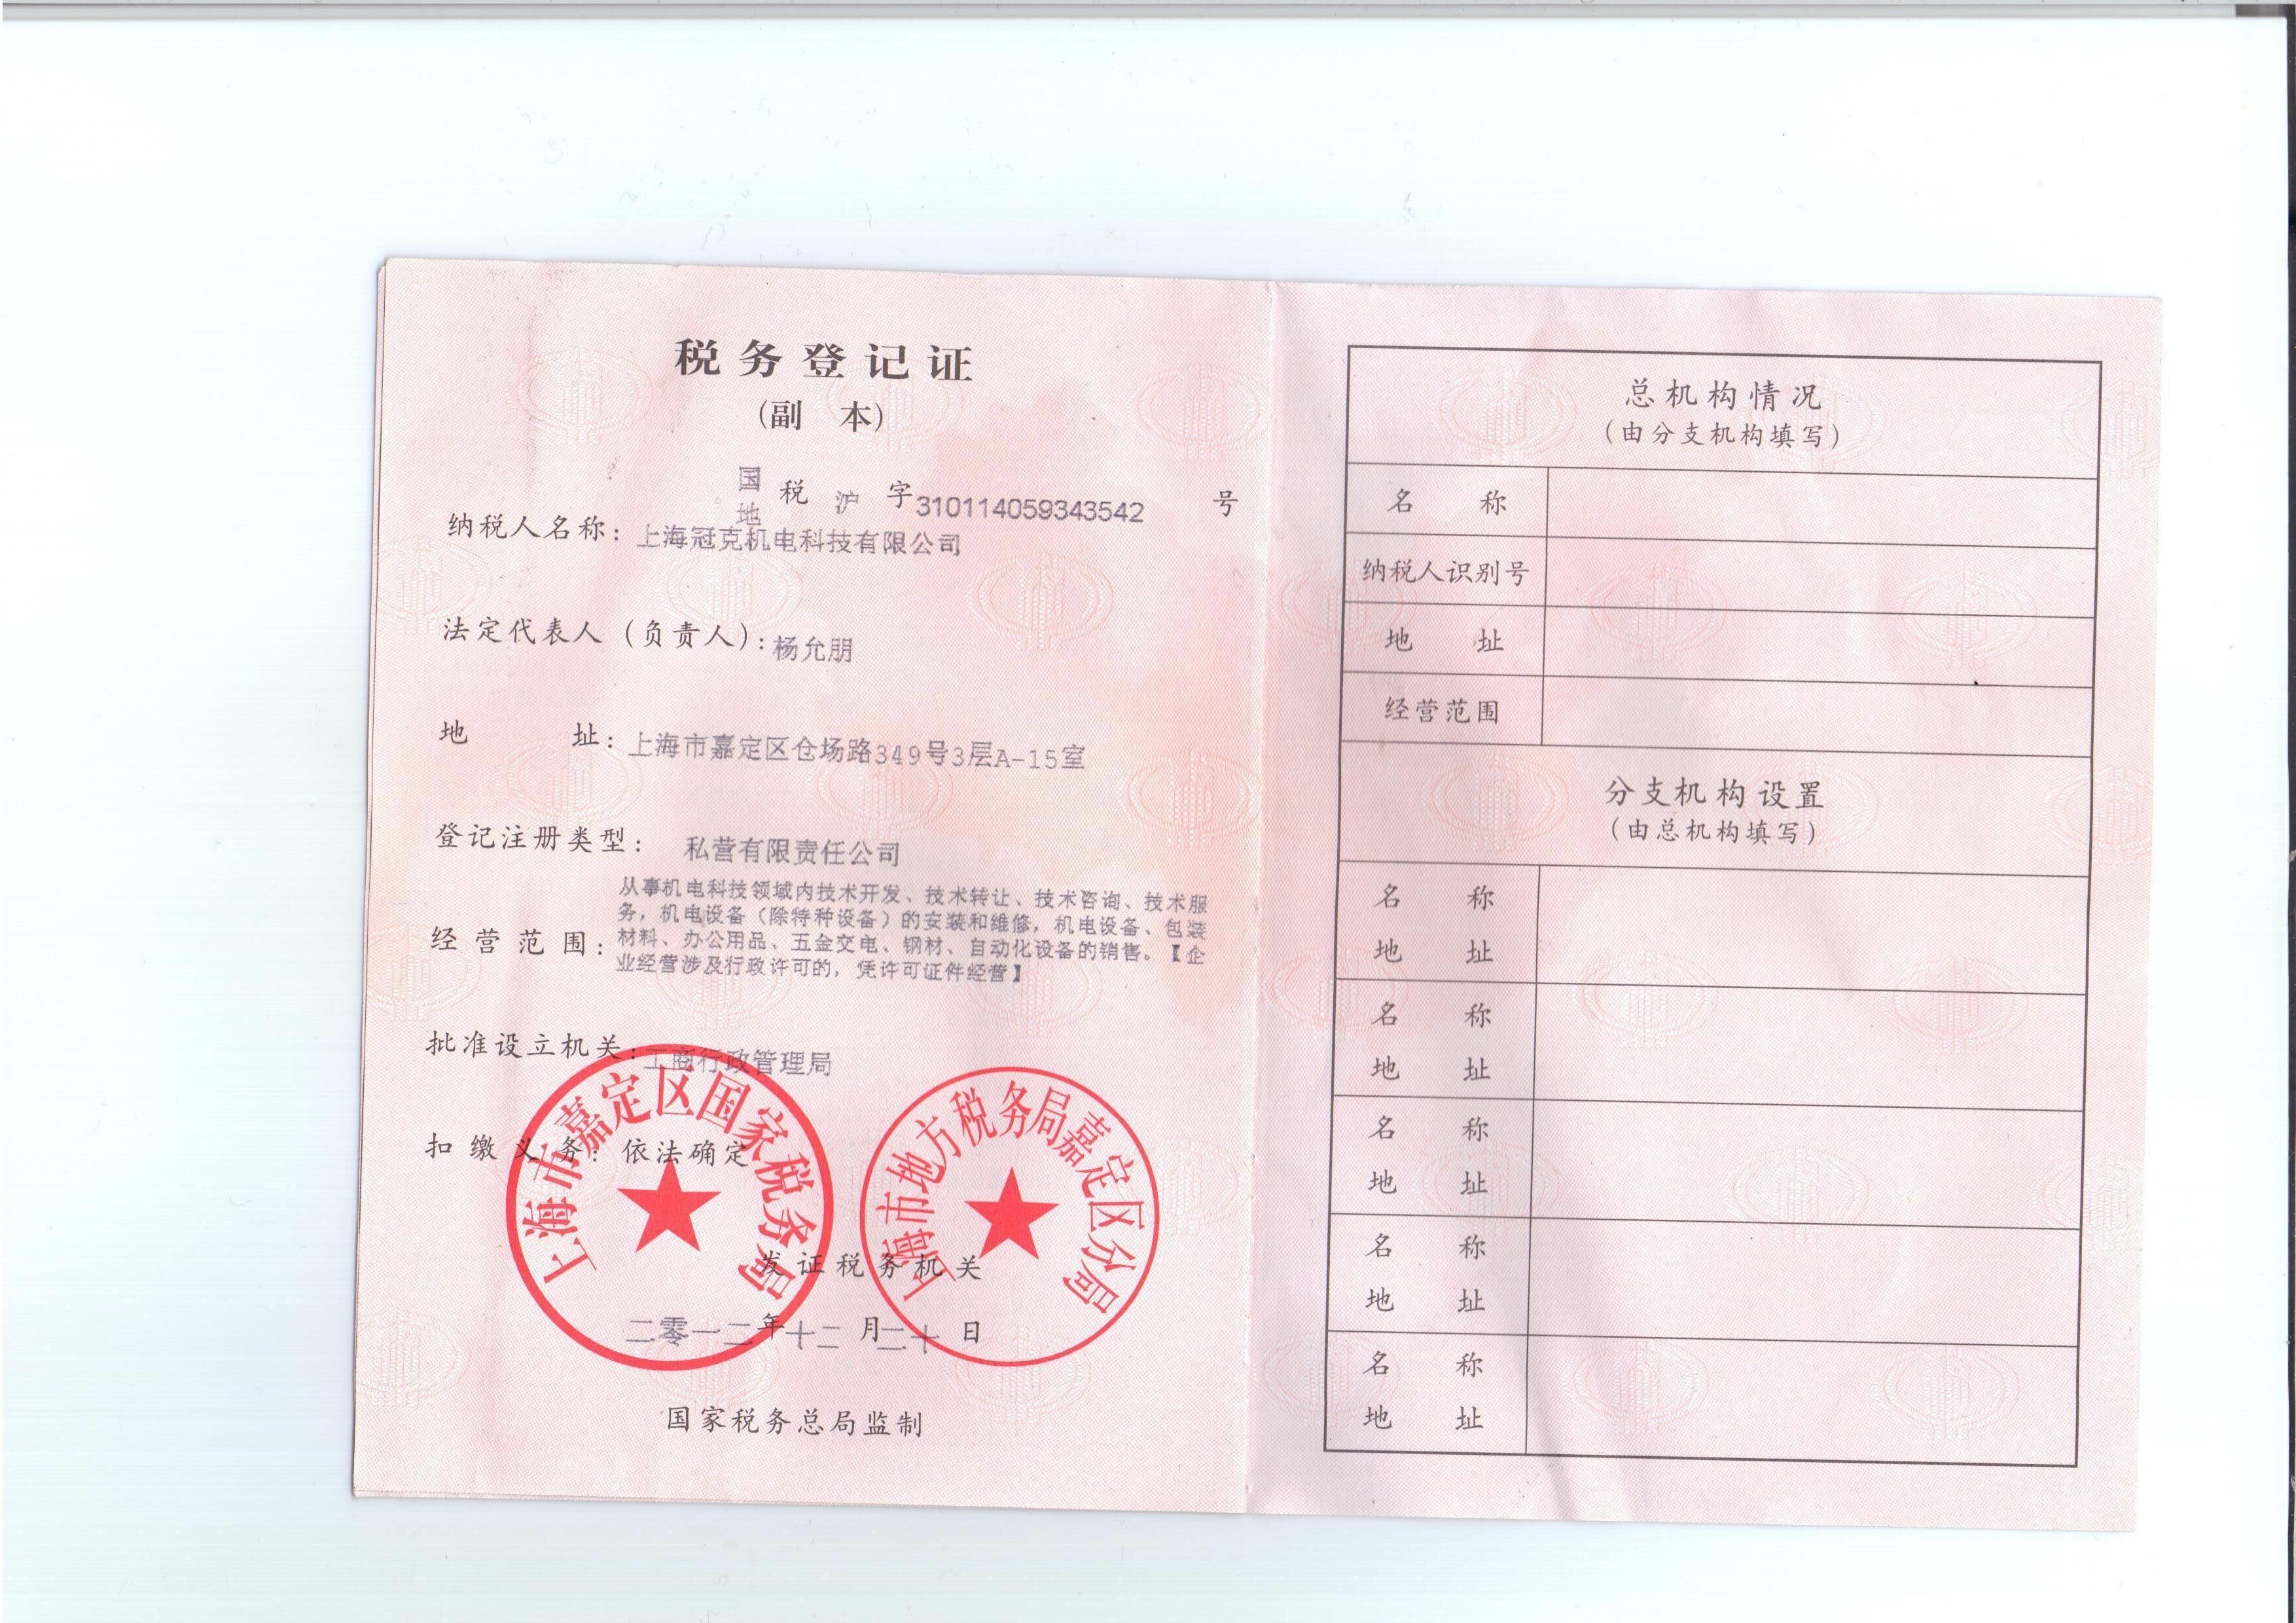 税务登记证
(副 本)
国
地
税 沪 字310114059343542 号
纳税人名称：上海冠克机电科技有限公司
法定代表人（负责人）：杨允朋
地 址：上海市嘉定区仓场路349号3层A-15室
登记注册类型： 私营有限责任公司
经营范围：
从事机电科技领域内技术开发、技术转让、技术咨询、技术服
务，机电设备（除特种设备）的安装和维修，机电设备、包装
材料、办公用品、五金交电、钢材、自动化设备的销售。【企
业经营涉及行政许可的，凭许可证件经营】
批准设立机关：工商行政管理局
扣缴义务：依法确定
上海市嘉定区国家税务局
上海市地方税务局嘉定区分局
发证税务机关
二零一二年十二月二十日
国家税务总局监制
总机构情况
（由分支机构填写）
名 称
纳税人识别号
地 址
经营范围
分支机构设置
（由总机构填写）
名 称
地 址
名 称
地 址
名 称
地 址
名 称
地 址
名 称
地 址